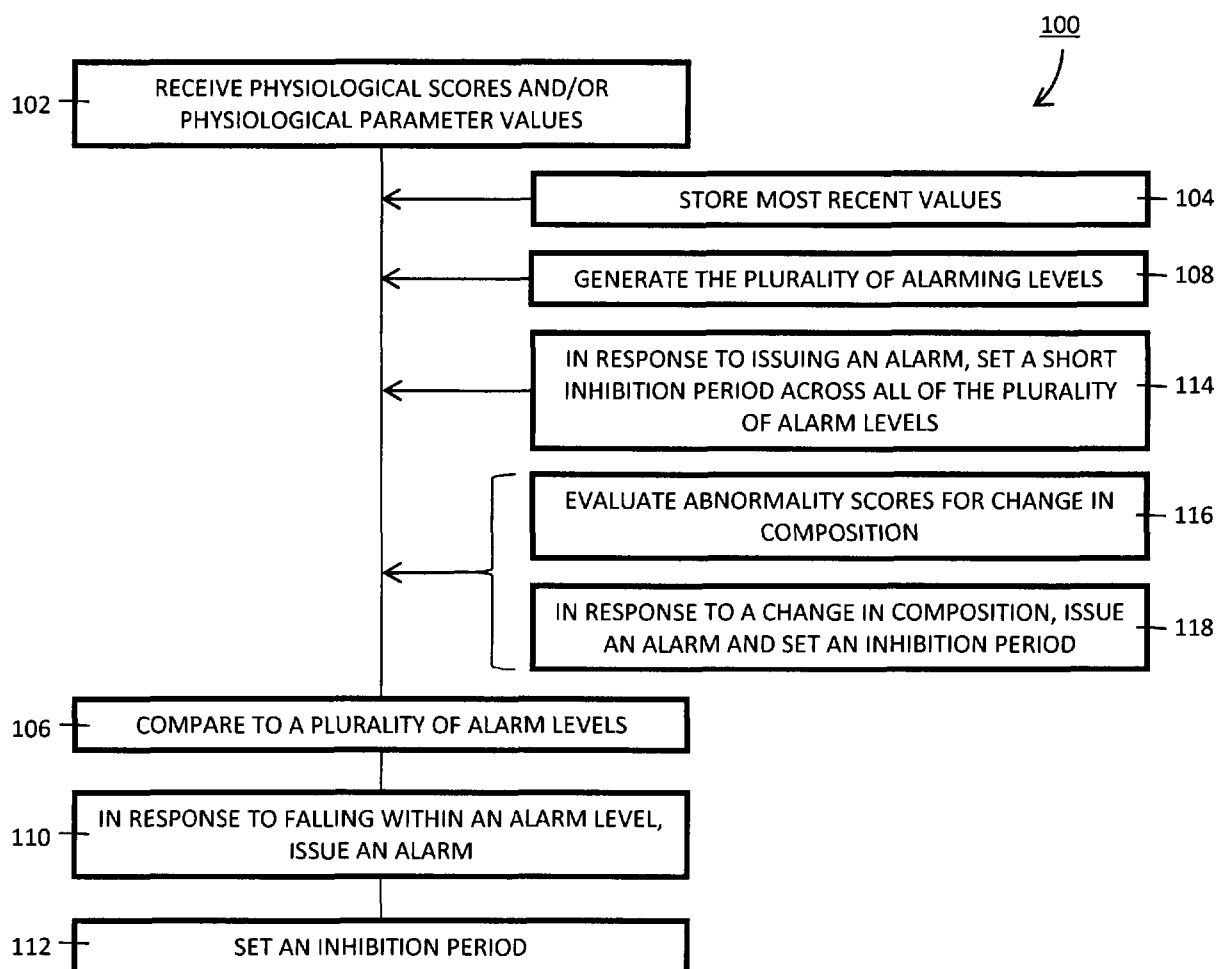 100
102
RECEIVE PHYSIOLOGICAL SCORES AND/OR
PHYSIOLOGICAL PARAMETER VALUES
STORE MOST RECENT VALUES
104
GENERATE THE PLURALITY OF ALARMING LEVELS
108
IN RESPONSE TO ISSUING AN ALARM, SET A SHORT
INHIBITION PERIOD ACROSS ALL OF THE PLURALITY
OF ALARM LEVELS
114
EVALUATE ABNORMALITY SCORES FOR CHANGE IN
COMPOSITION
116
IN RESPONSE TO A CHANGE IN COMPOSITION, ISSUE
AN ALARM AND SET AN INHIBITION PERIOD
118
106
COMPARE TO A PLURALITY OF ALARM LEVELS
110
IN RESPONSE TO FALLING WITHIN AN ALARM LEVEL,
ISSUE AN ALARM
112
SET AN INHIBITION PERIOD